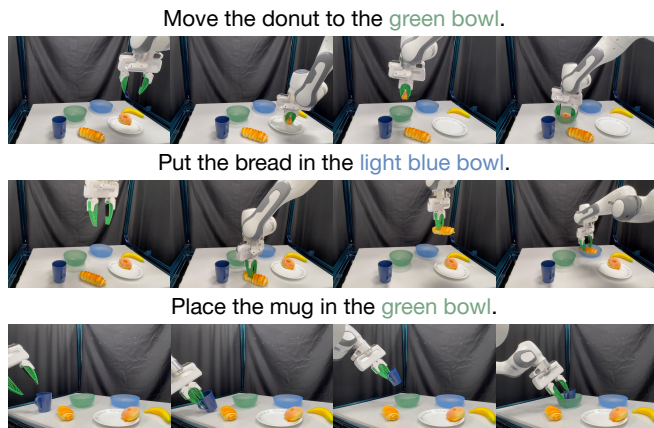 Move the donut to the green bowl.
Put the bread in the light blue bowl.
Place the mug in the green bowl.